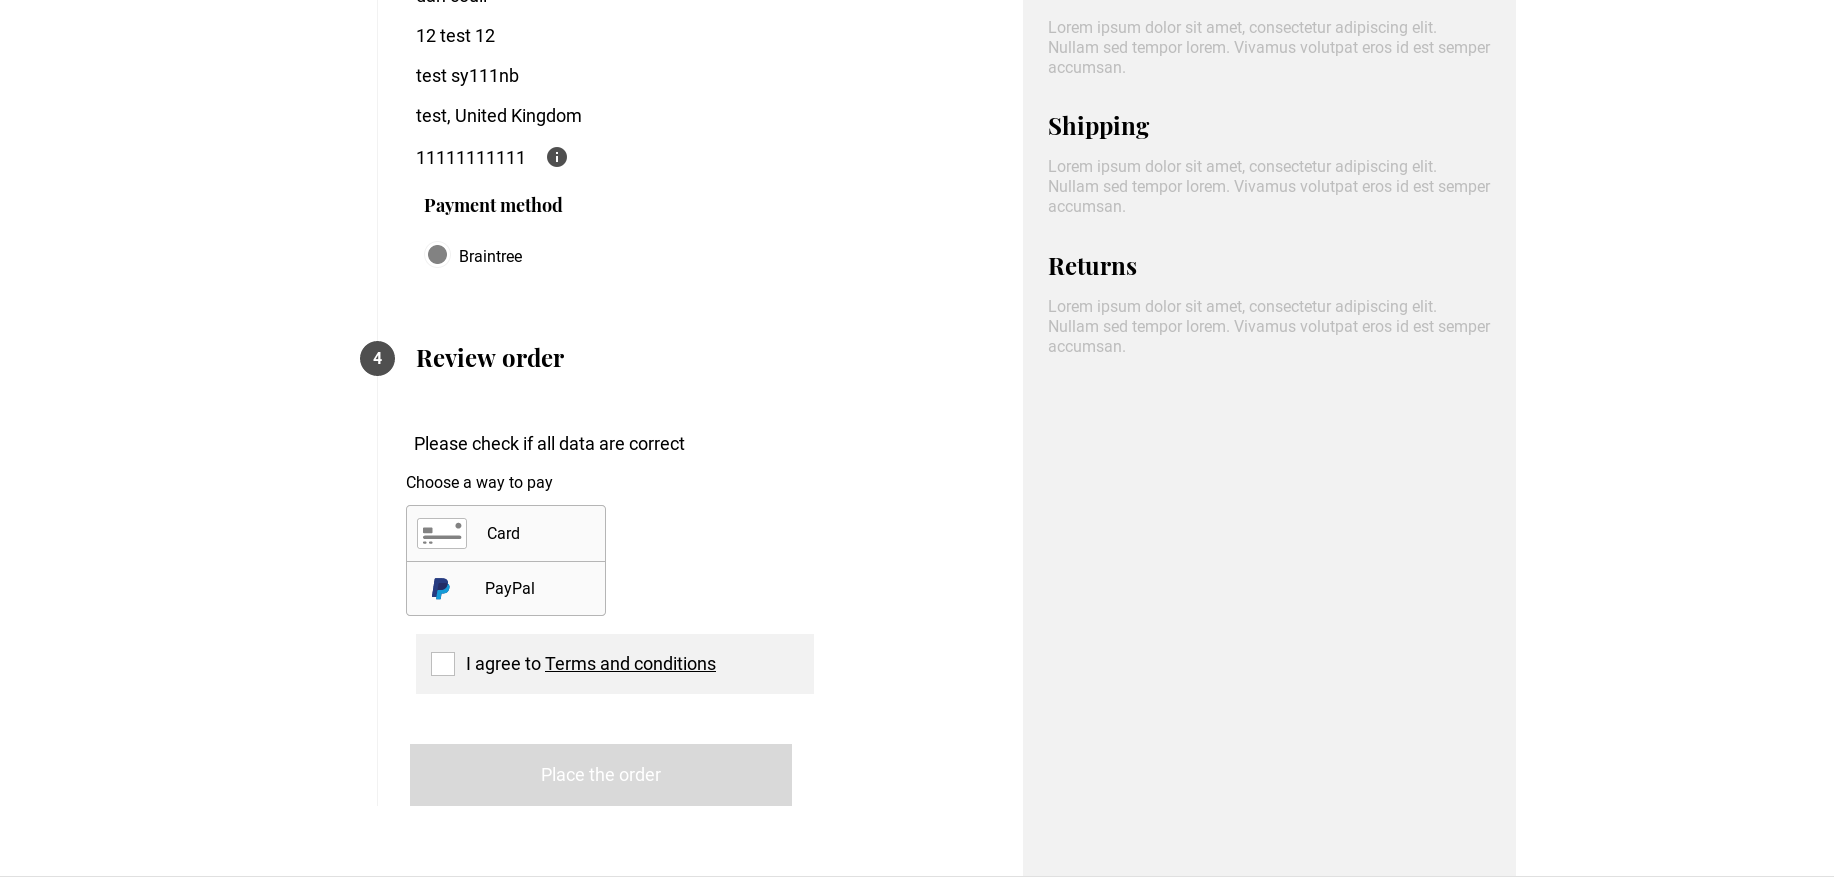 12 test 12
test sy111nb
test, United Kingdom
11111111111
Payment method
Braintree
4
Review order
Please check if all data are correct
Choose a way to pay
Card
PayPal
I agree to Terms and conditions
Place the order
Lorem ipsum dolor sit amet, consectetur adipiscing elit.
Nullam sed tempor lorem. Vivamus volutpat eros id est semper
accumsan.
Shipping
Lorem ipsum dolor sit amet, consectetur adipiscing elit.
Nullam sed tempor lorem. Vivamus volutpat eros id est semper
accumsan.
Returns
Lorem ipsum dolor sit amet, consectetur adipiscing elit.
Nullam sed tempor lorem. Vivamus volutpat eros id est semper
accumsan.